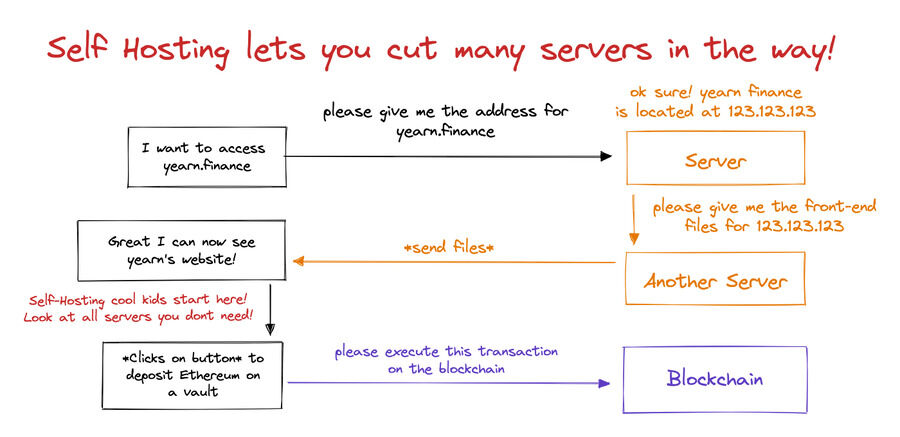 Self Hosting lets you cut many servers in the way!
ok sure! yearn finance
is located at 123.123.123
please give me the address for
yearn.finance
I want to access
yearn.finance
Server
please give me the front-end
files for 123.123.123
Great I can now see
yearn's website!
*send files*
Another Server
Self-Hosting cool kids start here!
Look at all servers you dont need!
*Clicks on button* to
deposit Ethereum on
a vault
please execute this transaction
on the blockchain
Blockchain